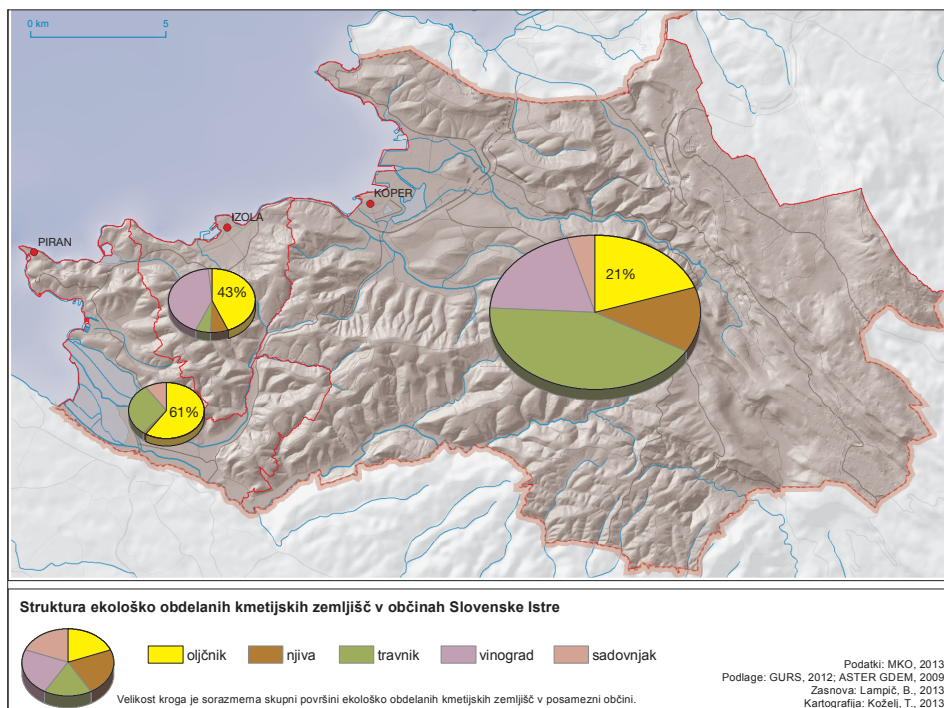 0 km 5
KOPER
IZOLA
PIRAN
43%
21%
61%
Struktura ekološko obdelanih kmetijskih zemljišč v občinah Slovenske Istre
oljčnik njiva travnik vinograd sadovnjak
Velikost kroga je sorazmerna skupni površini ekološko obdelanih kmetijskih zemljišč v posamezni občini.
Podatki: MKO, 2013
Podlage: GURS, 2012; ASTER GDEM, 2009
Zasnova: Lampič, B., 2013
Kartografija: Koželj, T., 2013